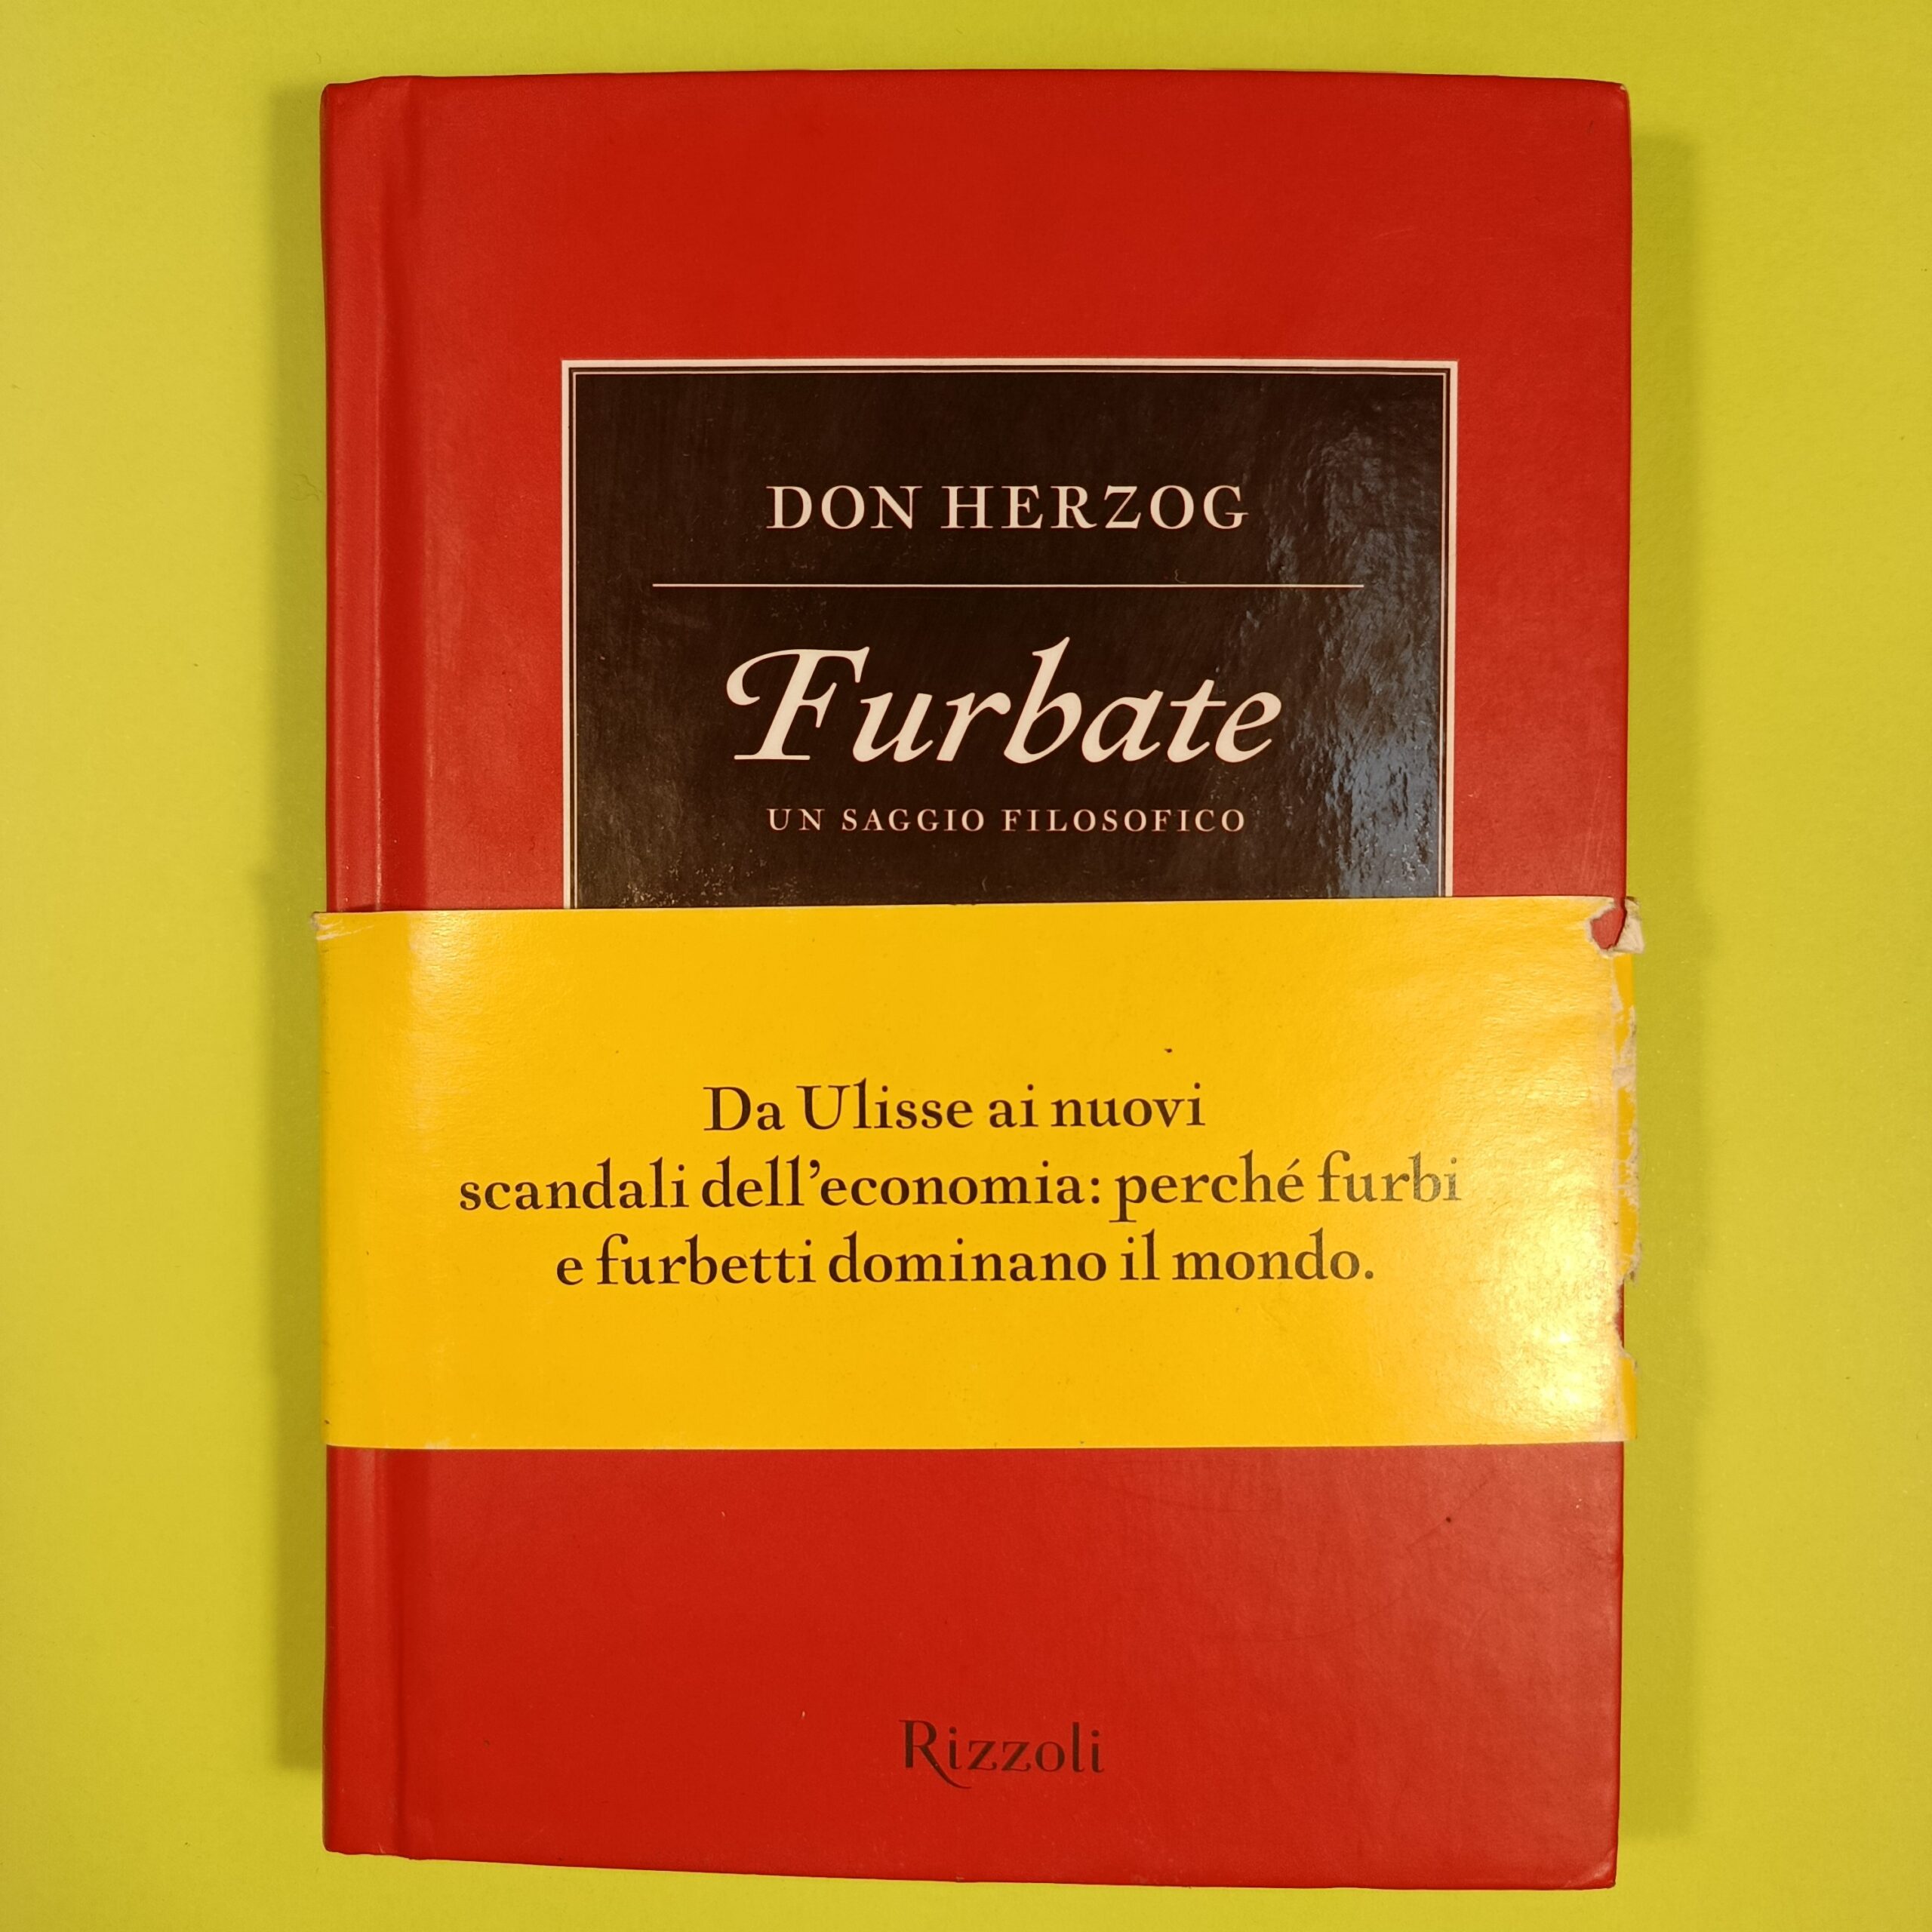 DON HERZOG
Furbate
UN SAGGIO FILOSOFICO
Da Ulisse ai nuovi
scandali dell’economia: perché furbi
e furbetti dominano il mondo.
Rizzoli